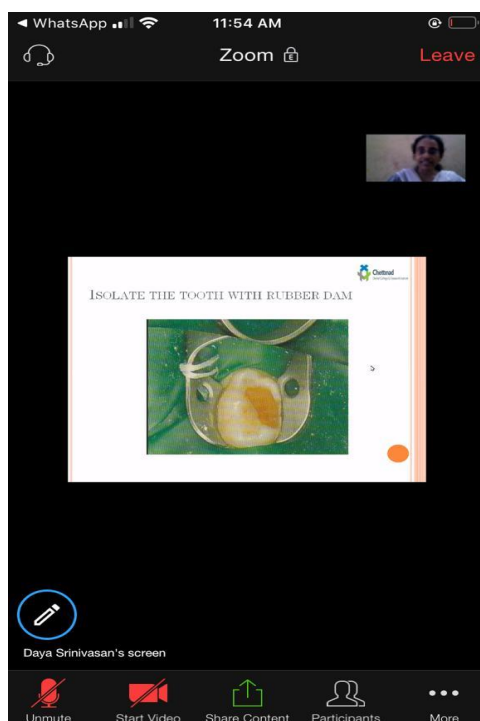 WhatsApp
11:54 AM
Zoom
Leave
Chettinad
ISOLATE THE TOOTH WITH RUBBER DAM
Daya Srinivasan's screen
Unmute
Start Video
Share Content
Participants
More